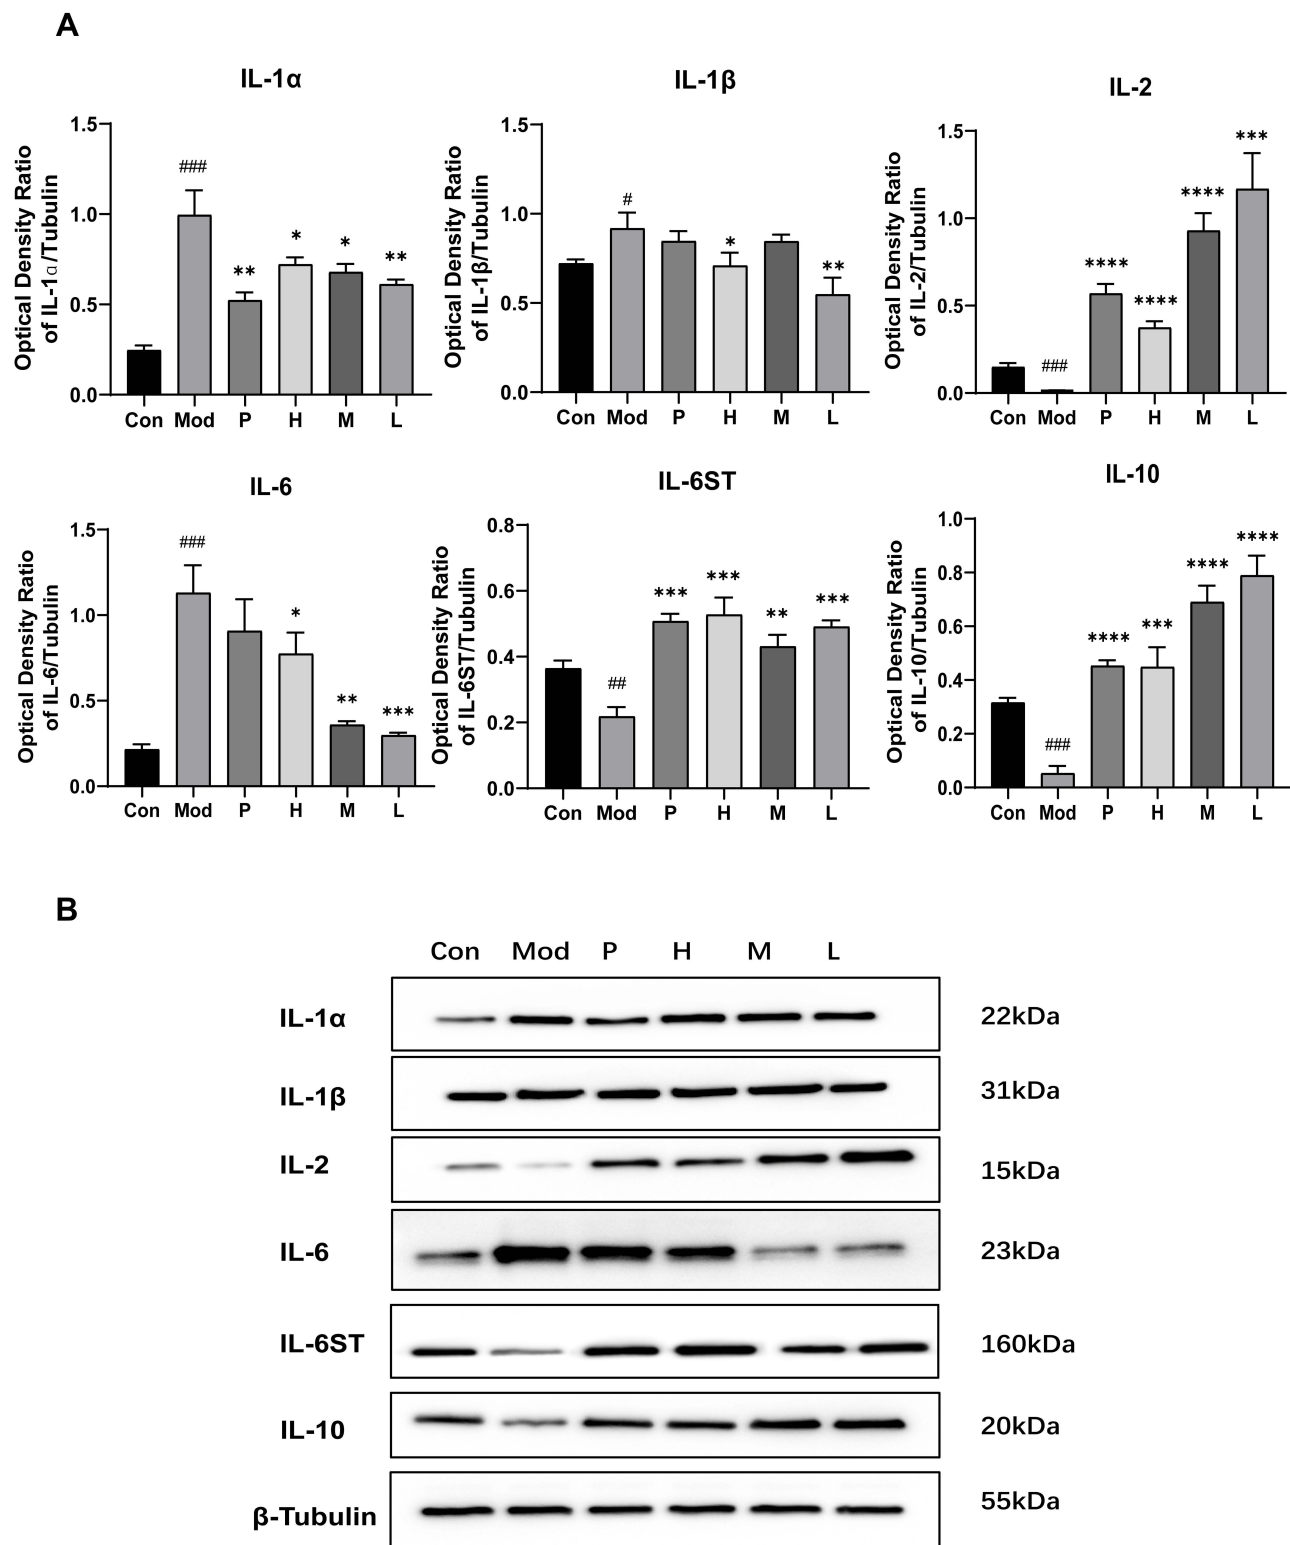 A
IL-1α
Optical Density Ratio
of IL-1α/Tubulin
1.5
1.0
0.5
0.0
###
**
*
*
**
Con Mod P H M L
IL-1β
Optical Density Ratio
of IL-1β/Tubulin
1.5
1.0
0.5
0.0
#
*
**
Con Mod P H M L
IL-2
Optical Density Ratio
of IL-2/Tubulin
1.5
1.0
0.5
0.0
###
****
****
****
***
Con Mod P H M L
IL-6
Optical Density Ratio
of IL-6/Tubulin
1.5
1.0
0.5
0.0
###
*
**
***
Con Mod P H M L
IL-6ST
Optical Density Ratio
of IL-6ST/Tubulin
0.8
0.6
0.4
0.2
0.0
##
***
***
**
***
Con Mod P H M L
IL-10
Optical Density Ratio
of IL-10/Tubulin
1.0
0.8
0.6
0.4
0.2
0.0
###
****
***
****
****
Con Mod P H M L
B
Con Mod P H M L
IL-1α 22kDa
IL-1β 31kDa
IL-2 15kDa
IL-6 23kDa
IL-6ST 160kDa
IL-10 20kDa
β-Tubulin 55kDa